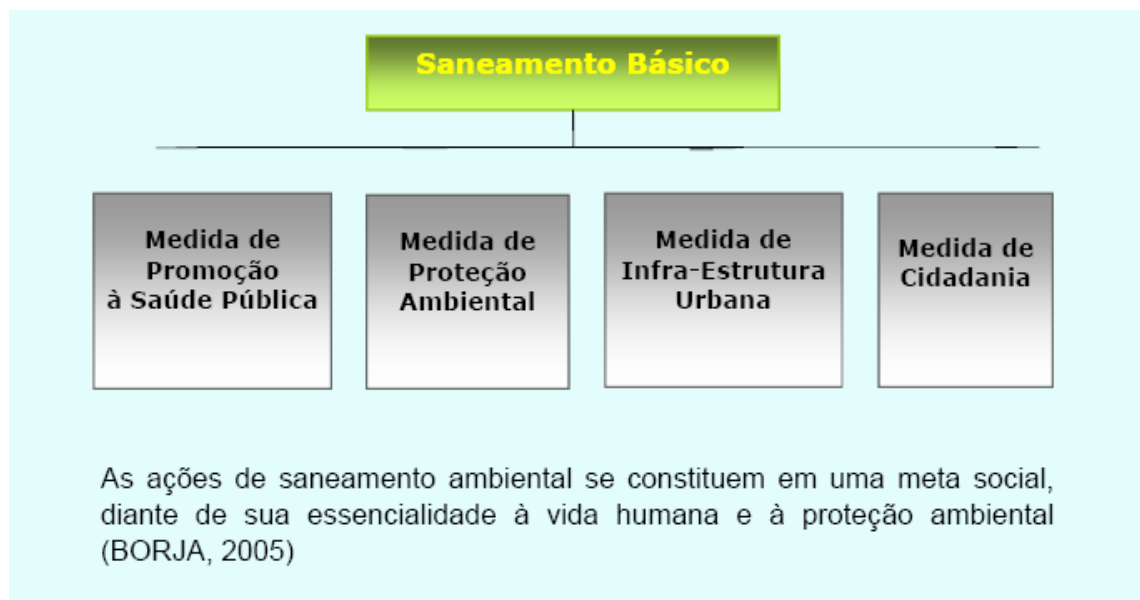 Saneamento Básico
Medida de
Promoção
à Saúde Pública
Medida de
Proteção
Ambiental
Medida de
Infra-Estrutura
Urbana
Medida de
Cidadania
As ações de saneamento ambiental se constituem em uma meta social,
diante de sua essencialidade à vida humana e à proteção ambiental
(BORJA, 2005)